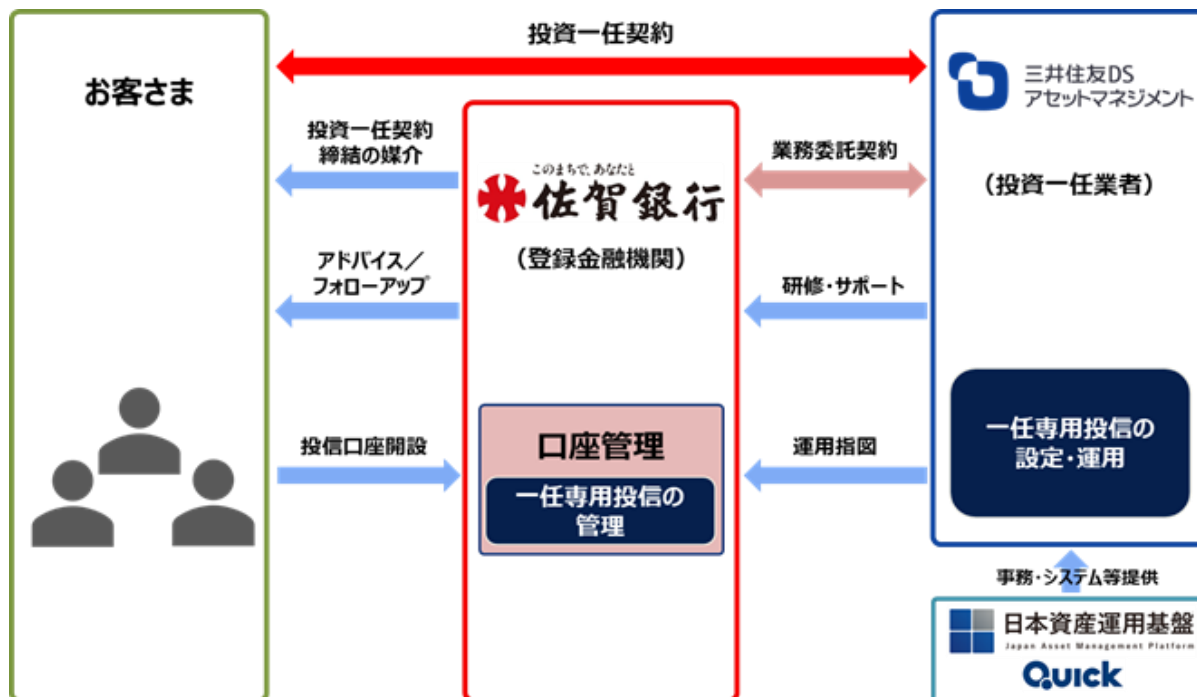 投資一任契約
お客さま
三井住友DS
アセットマネジメント
(投資一任業者)
投資一任契約
締結の媒介
このまちで、あなたと
佐賀銀行
(登録金融機関)
業務委託契約
アドバイス/
フォローアップ
研修・サポート
投信口座開設
口座管理
一任専用投信の
管理
運用指図
一任専用投信の
設定・運用
事務・システム等提供
日本資産運用基盤
Japan Asset Management Platform
QUICK